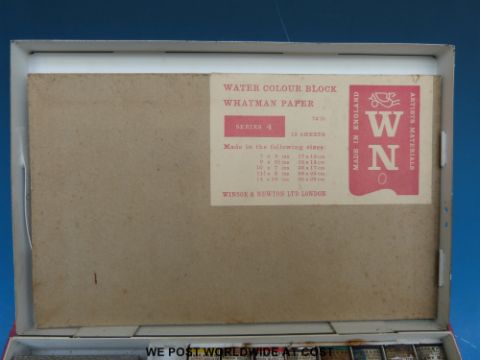 WATER COLOUR BLOCK
WHATMAN PAPER
SERIES 4
12 SHEETS
Made in the following sizes:
WINSOR & NEWTON LTD LONDON
MADE IN ENGLAND
W
N
ARTISTS MATERIALS
WE POST WORLDWIDE AT COST